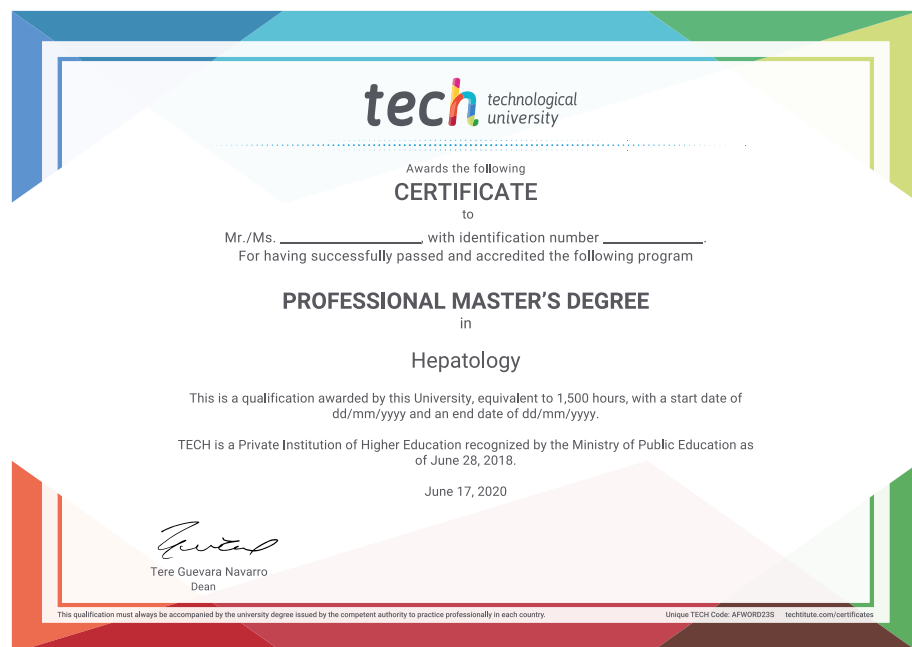 tech technological
university
Awards the following
CERTIFICATE
to
Mr./Ms. ____________________, with identification number ______________.
For having successfully passed and accredited the following program
PROFESSIONAL MASTER'S DEGREE
in
Hepatology
This is a qualification awarded by this University, equivalent to 1,500 hours, with a start date of
dd/mm/yyyy and an end date of dd/mm/yyyy.
TECH is a Private Institution of Higher Education recognized by the Ministry of Public Education as
of June 28, 2018.
June 17, 2020
Tere Guevara Navarro
Dean
This qualification must always be accompanied by the university degree issued by the competent authority to practice professionally in each country.
Unique TECH Code: AFWORD23S techtitute.com/certificates